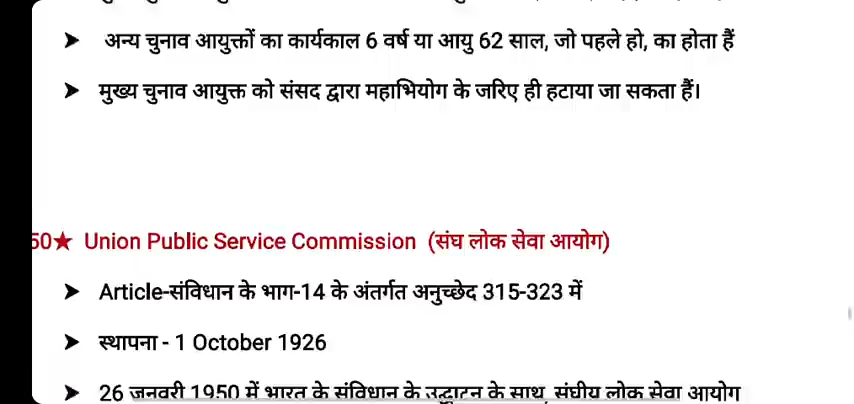 ➤ अन्य चुनाव आयुक्तों का कार्यकाल 6 वर्ष या आयु 62 साल, जो पहले हो, का होता हैं
➤ मुख्य चुनाव आयुक्त को संसद द्वारा महाभियोग के जरिए ही हटाया जा सकता हैं।
50★ Union Public Service Commission (संघ लोक सेवा आयोग)
➤ Article-संविधान के भाग-14 के अंतर्गत अनुच्छेद 315-323 में
➤ स्थापना - 1 October 1926
➤ 26 जनवरी 1950 में भारत के संविधान के उद्घाटन के साथ, संघीय लोक सेवा आयोग